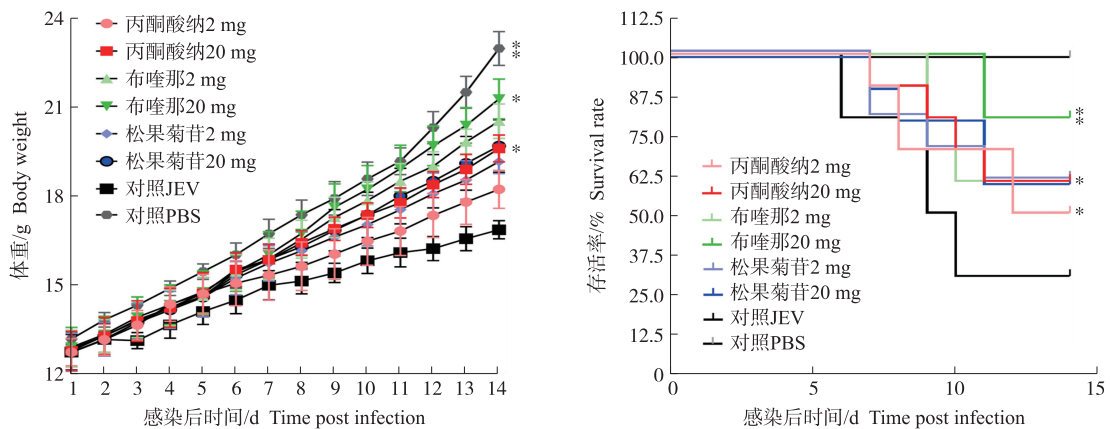 24
21
18
15
12
体重/g Body weight
丙酮酸纳2 mg
丙酮酸纳20 mg
布喹那2 mg
布喹那20 mg
松果菊苷2 mg
松果菊苷20 mg
对照JEV
对照PBS
*
*
*
*
1 2 3 4 5 6 7 8 9 10 11 12 13 14
感染后时间/d Time post infection
112.5
100.0
87.5
75.0
62.5
50.0
37.5
25.0
12.5
0
存活率/% Survival rate
丙酮酸纳2 mg
丙酮酸纳20 mg
布喹那2 mg
布喹那20 mg
松果菊苷2 mg
松果菊苷20 mg
对照JEV
对照PBS
*
*
*
*
0 5 10 15
感染后时间/d Time post infection